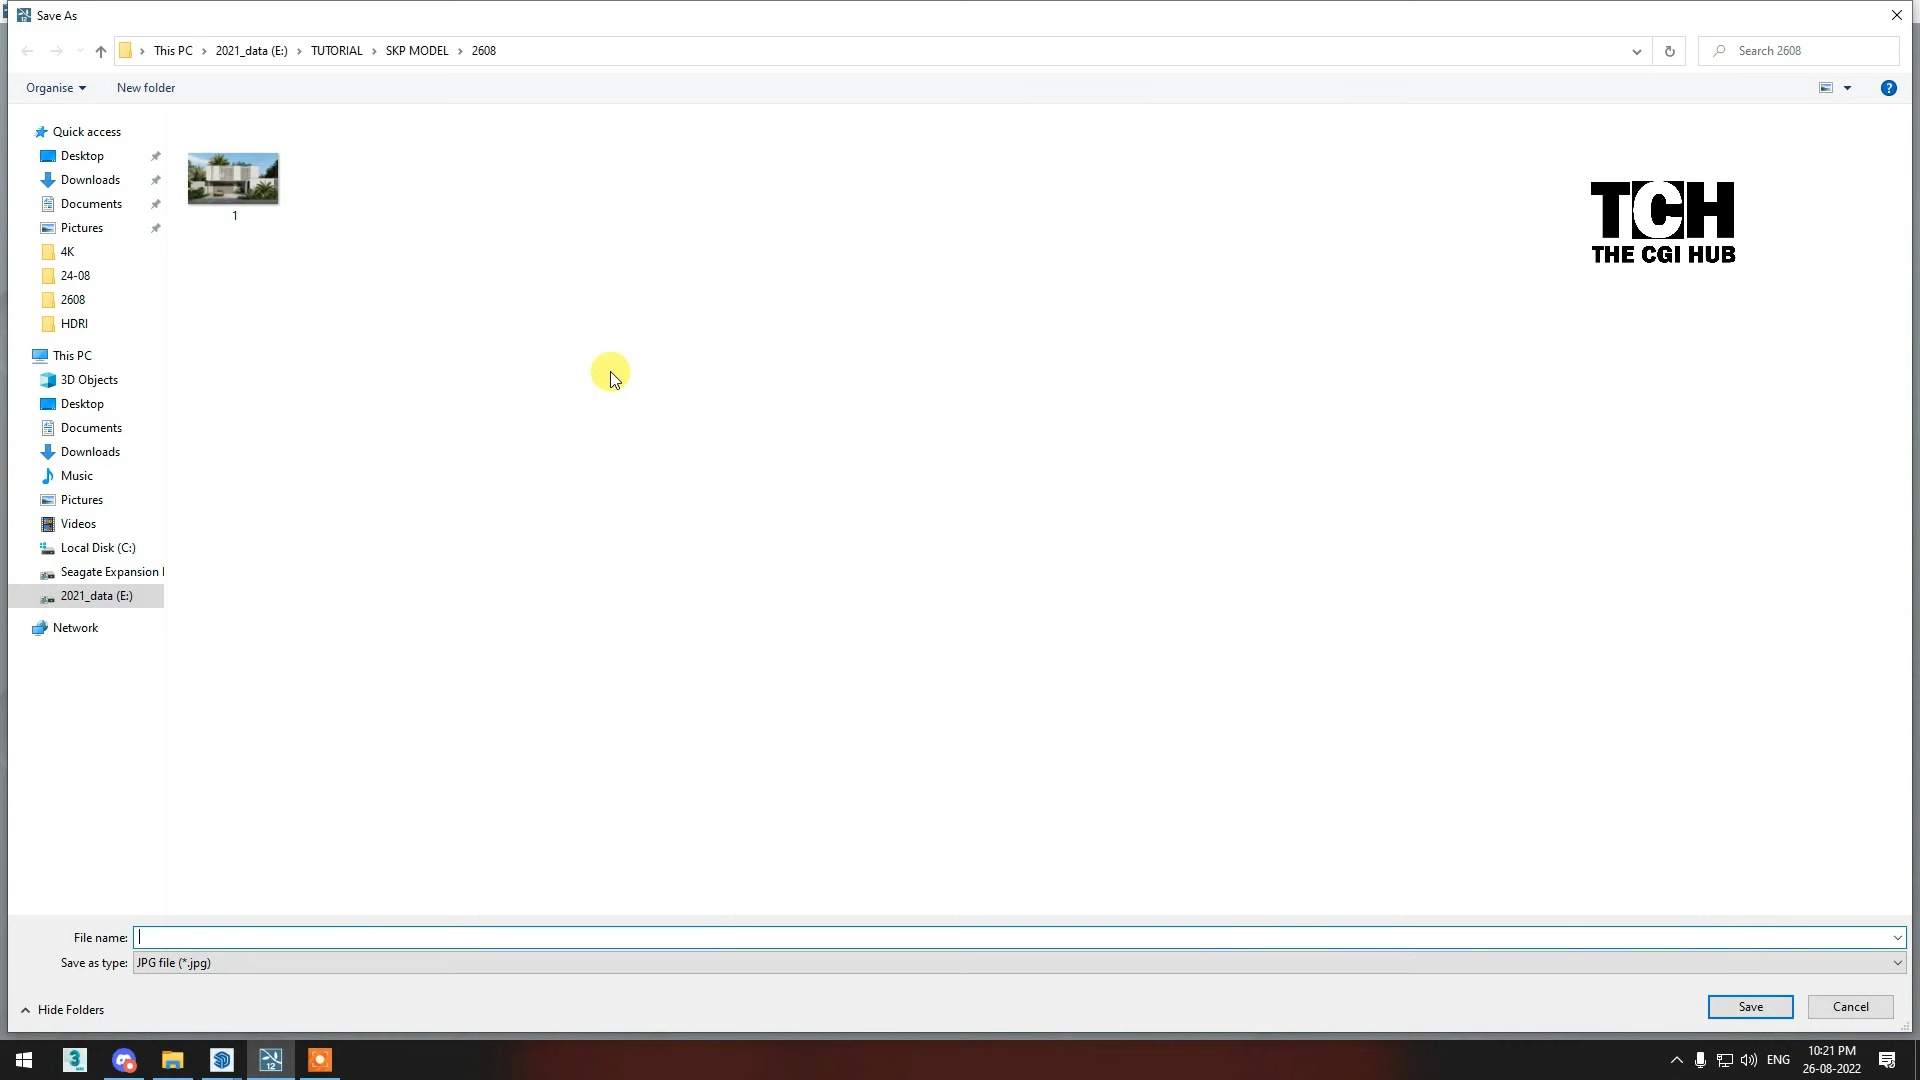 Save As
This PC > 2021_data (E:) > TUTORIAL > SKP MODEL > 2608
Search 2608
Organise
New folder
Quick access
Desktop
Downloads
Documents
Pictures
4K
24-08
2608
HDRI
This PC
3D Objects
Desktop
Documents
Downloads
Music
Pictures
Videos
Local Disk (C:)
Seagate Expansion
2021_data (E:)
Network
1
TCH
THE CGI HUB
File name:
Save as type: JPG file (*.jpg)
Hide Folders
Save
Cancel
3
12
ENG
10:21 PM
26-08-2022